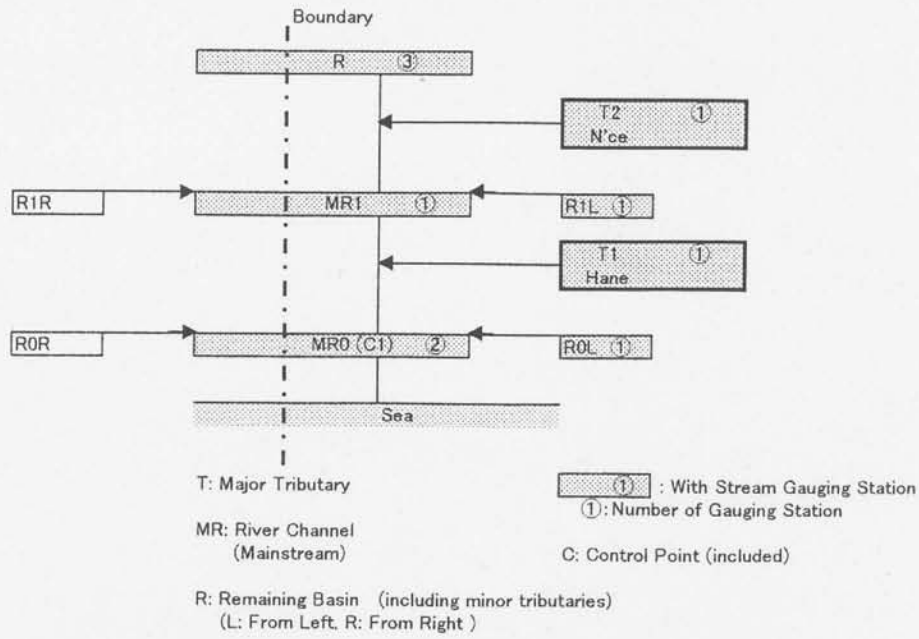 Boundary
R ③
T2 ①
N'ce
R1R
MR1 ①
R1L ①
T1 ①
Hane
R0R
MR0 (C1) ②
R0L ①
Sea
T: Major Tributary
① : With Stream Gauging Station
①: Number of Gauging Station
MR: River Channel
(Mainstream)
C: Control Point (included)
R: Remaining Basin (including minor tributaries)
(L: From Left, R: From Right )